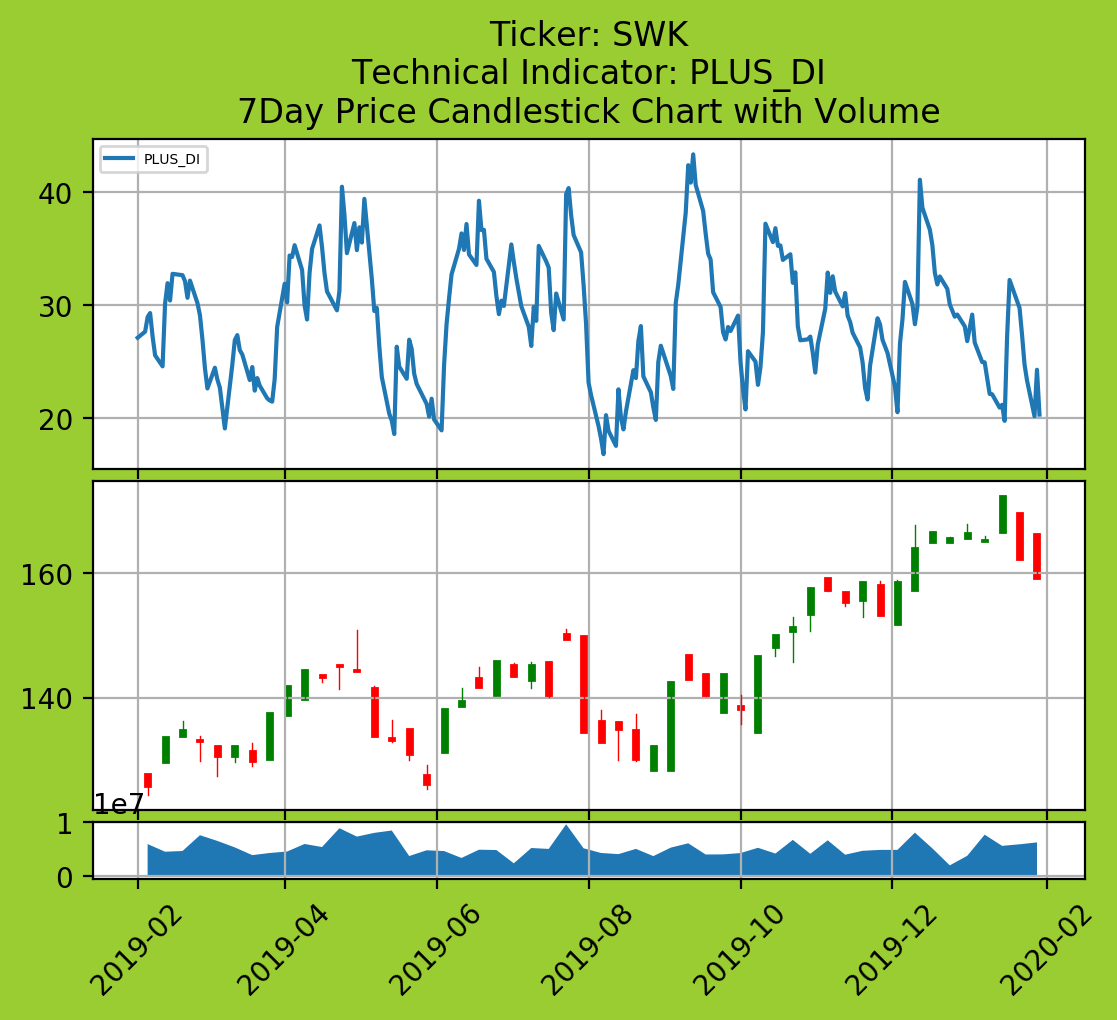 Ticker: SWK
Technical Indicator: PLUS_DI
7Day Price Candlestick Chart with Volume
PLUS_DI
40
30
20
160
140
1e7
1
0
2019-02
2019-04
2019-06
2019-08
2019-10
2019-12
2020-02